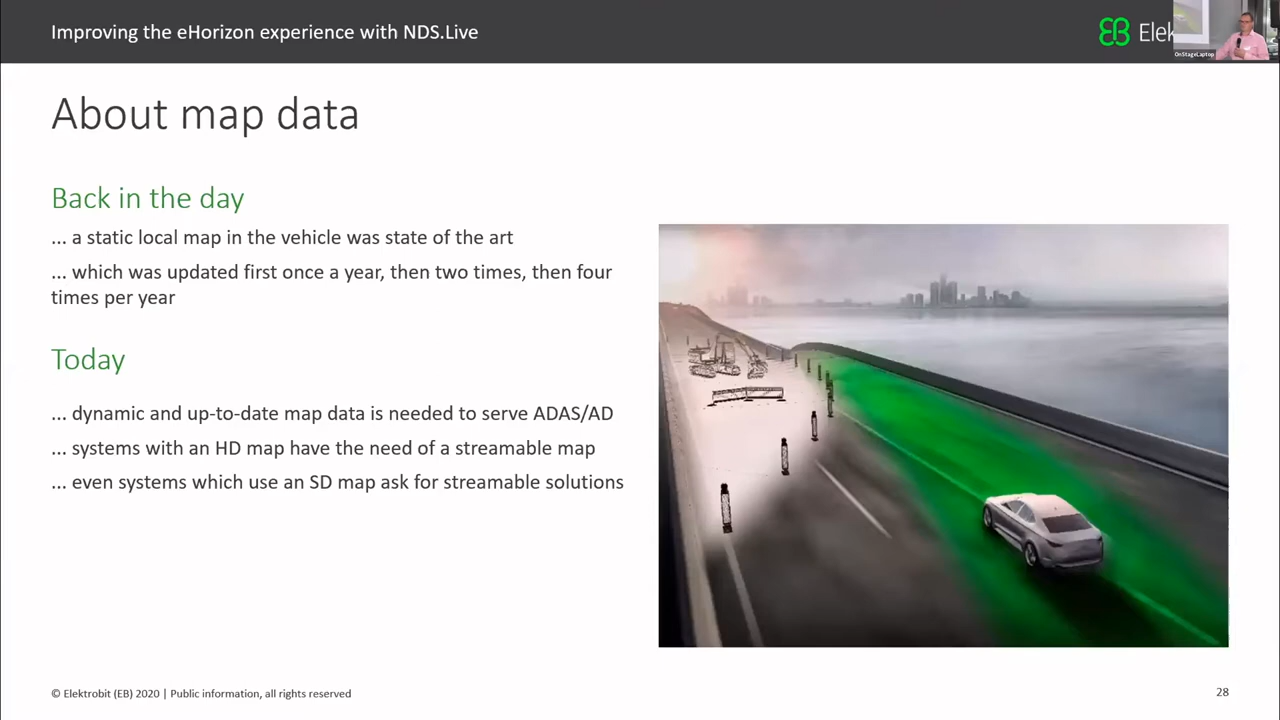 Improving the eHorizon experience with NDS.Live
EB Elek
OnStageLaptop
About map data
Back in the day
... a static local map in the vehicle was state of the art
... which was updated first once a year, then two times, then four
times per year
Today
... dynamic and up-to-date map data is needed to serve ADAS/AD
... systems with an HD map have the need of a streamable map
... even systems which use an SD map ask for streamable solutions
© Elektrobit (EB) 2020 | Public information, all rights reserved
28